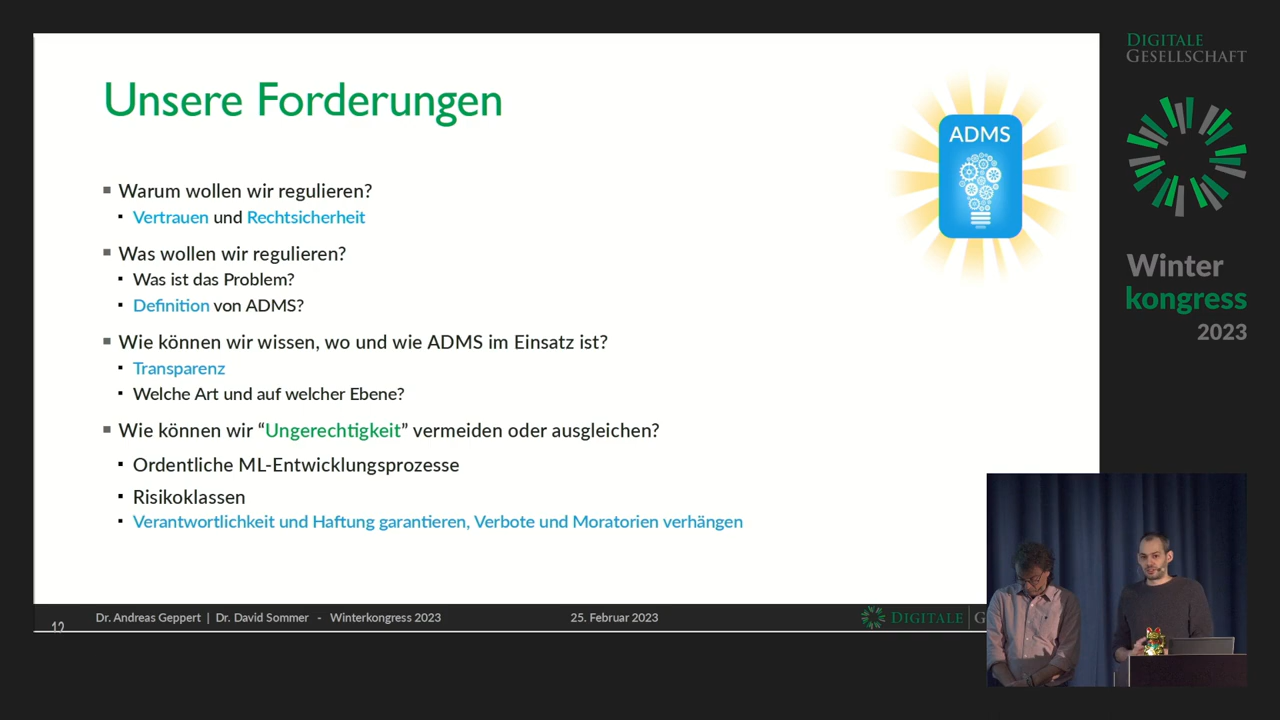 Unsere Forderungen
ADMS
Warum wollen wir regulieren?
Vertrauen und Rechtsicherheit
Was wollen wir regulieren?
Was ist das Problem?
Definition von ADMS?
Wie können wir wissen, wo und wie ADMS im Einsatz ist?
Transparenz
Welche Art und auf welcher Ebene?
Wie können wir “Ungerechtigkeit” vermeiden oder ausgleichen?
Ordentliche ML-Entwicklungsprozesse
Risikoklassen
Verantwortlichkeit und Haftung garantieren, Verbote und Moratorien verhängen
12
Dr. Andreas Geppert | Dr. David Sommer - Winterkongress 2023
25. Februar 2023
DIGITALE G
DIGITALE
GESELLSCHAFT
Winter
kongress
2023